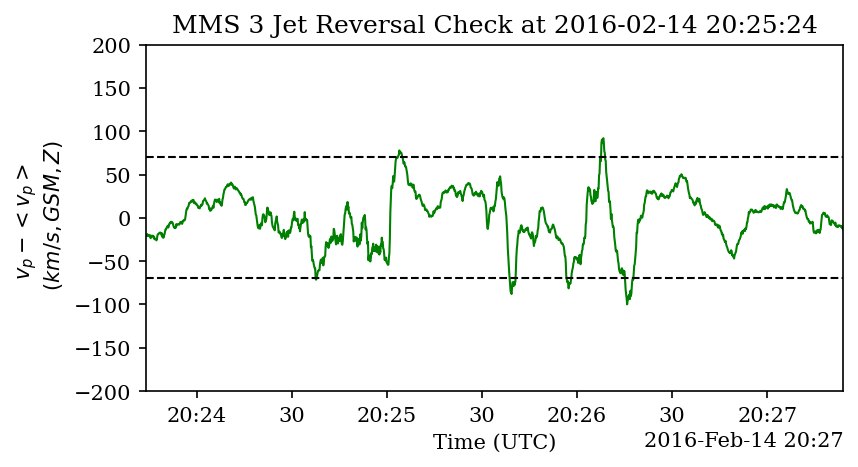 MMS 3 Jet Reversal Check at 2016-02-14 20:25:24
200
150
100
50
0
−50
−100
−150
−200
v_p − < v_p >
(km/s, GSM, Z)
20:24 30 20:25 30 20:26 30 20:27
Time (UTC)
2016-Feb-14 20:27